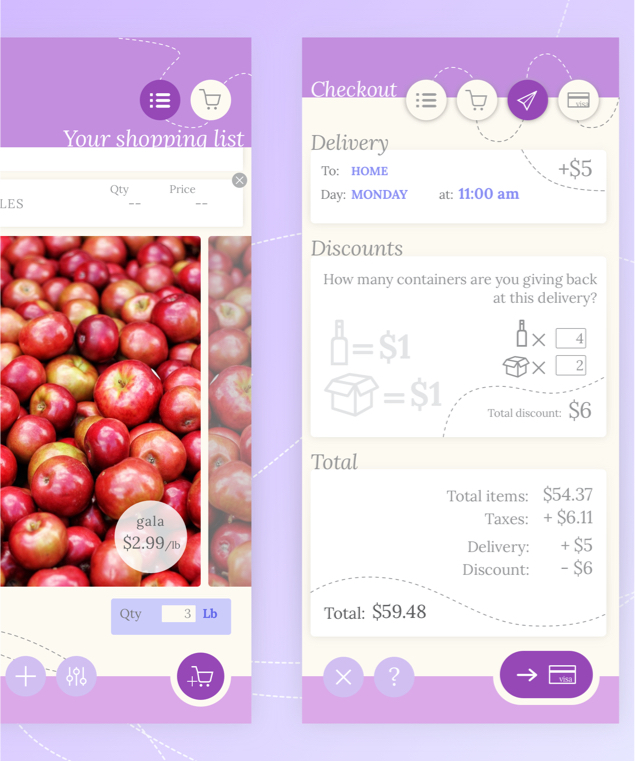 Your shopping list
Qty Price
LES -- --
gala
$2.99/lb
Qty 3 Lb
Checkout
visa
Delivery
To: HOME +$5
Day: MONDAY at: 11:00 am
Discounts
How many containers are you giving back
at this delivery?
= $1 4
= $1 2
Total discount: $6
Total
Total items: $54.37
Taxes: + $6.11
Delivery: + $5
Discount: - $6
Total: $59.48
?
visa